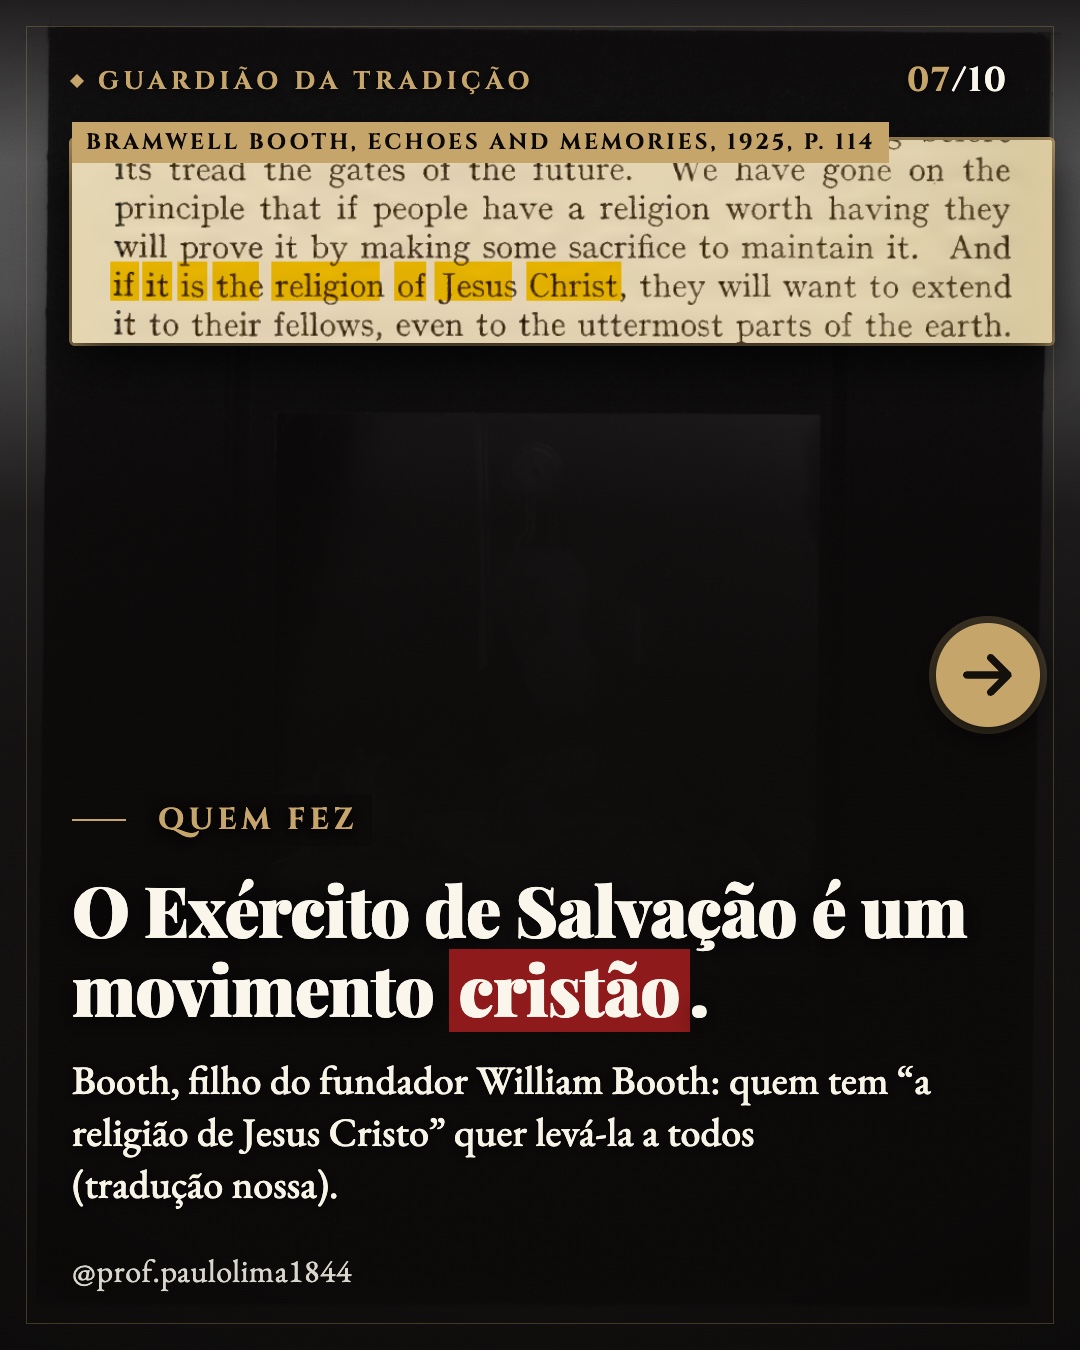 GUARDIÃO DA TRADIÇÃO
07/10
BRAMWELL BOOTH, ECHOES AND MEMORIES, 1925, P. 114
its tread the gates of the future. We have gone on the
principle that if people have a religion worth having they
will prove it by making some sacrifice to maintain it. And
if it is the religion of Jesus Christ, they will want to extend
it to their fellows, even to the uttermost parts of the earth.
QUEM FEZ
O Exército de Salvação é um
movimento cristão.
Booth, filho do fundador William Booth: quem tem “a
religião de Jesus Cristo” quer levá-la a todos
(tradução nossa).
@prof.paulolima1844